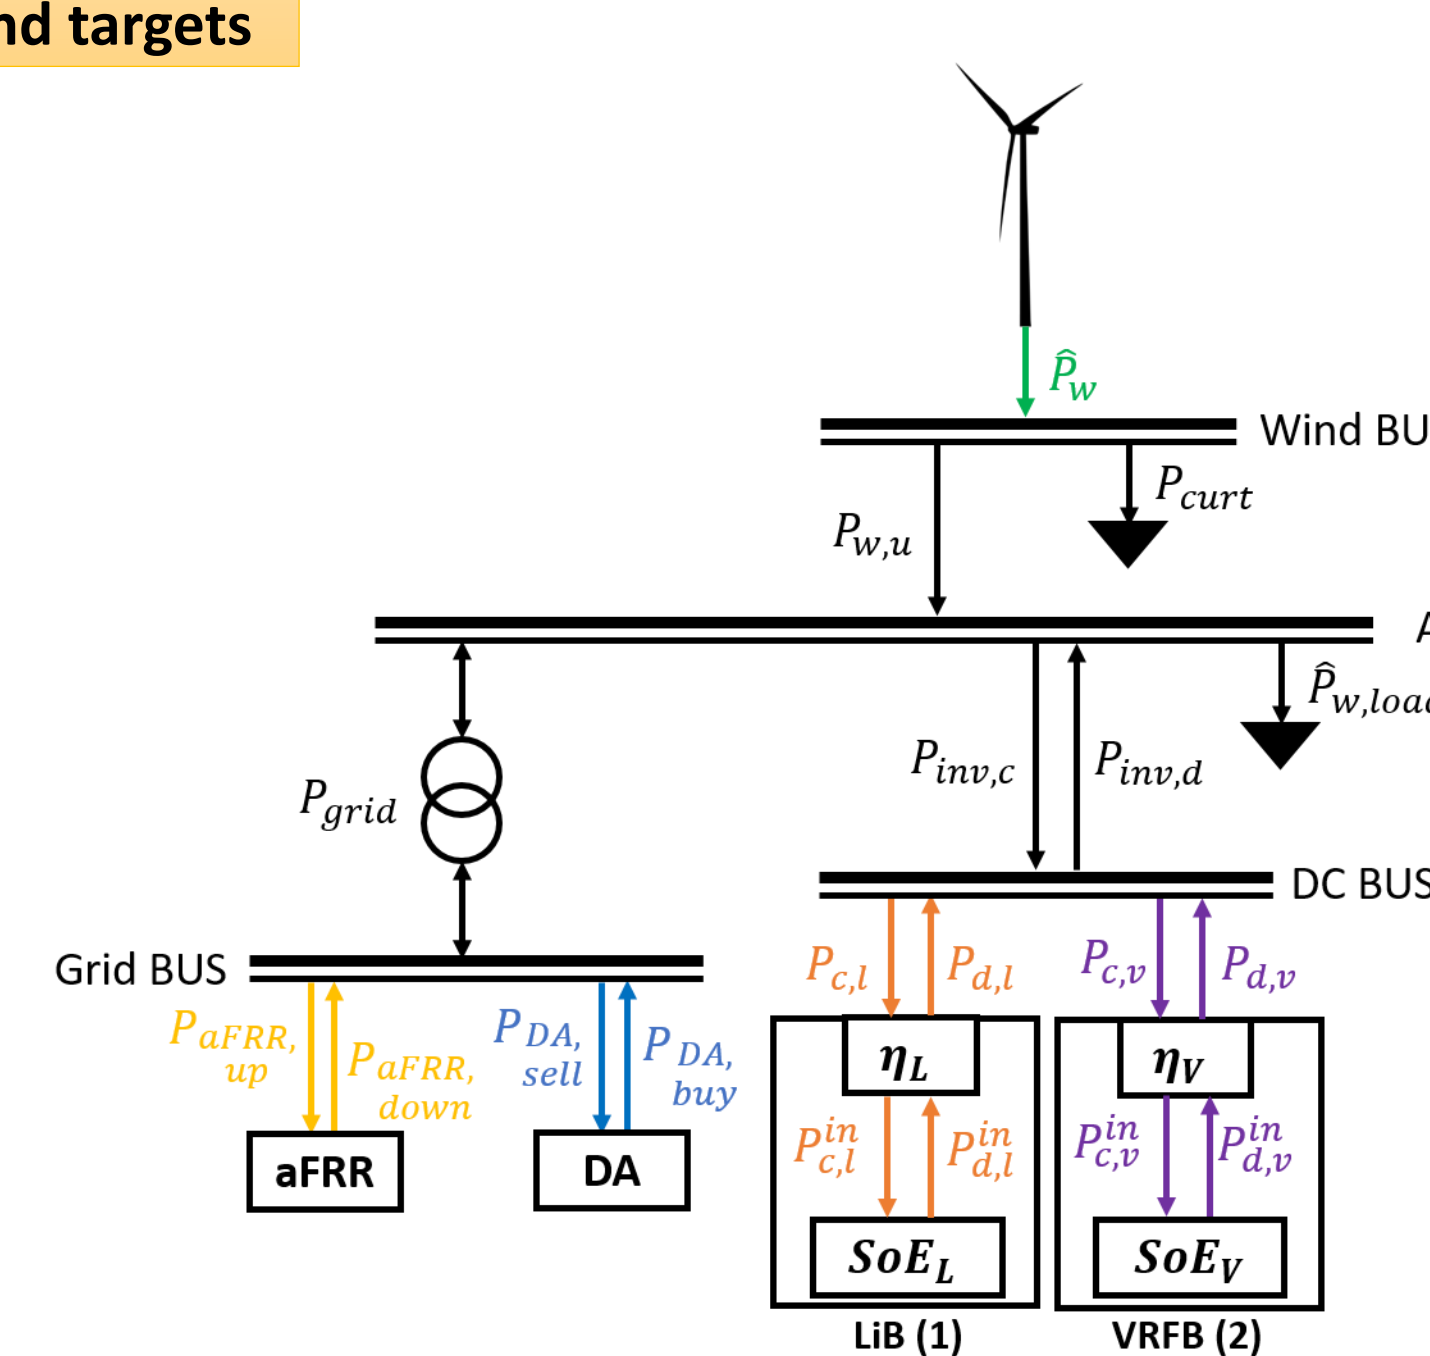 nd targets
P̂w
Wind BU
Pcurt
Pw,u
A
P̂w,load
Pinv,c
Pinv,d
Pgrid
DC BUS
Grid BUS
Pc,l
Pd,l
Pc,v
Pd,v
PaFRR,
up
PaFRR,
down
PDA,
sell
PDA,
buy
ηL
ηV
aFRR
DA
Pinc,l
Pind,l
Pinc,v
Pind,v
SoEL
SoEV
LiB (1)
VRFB (2)